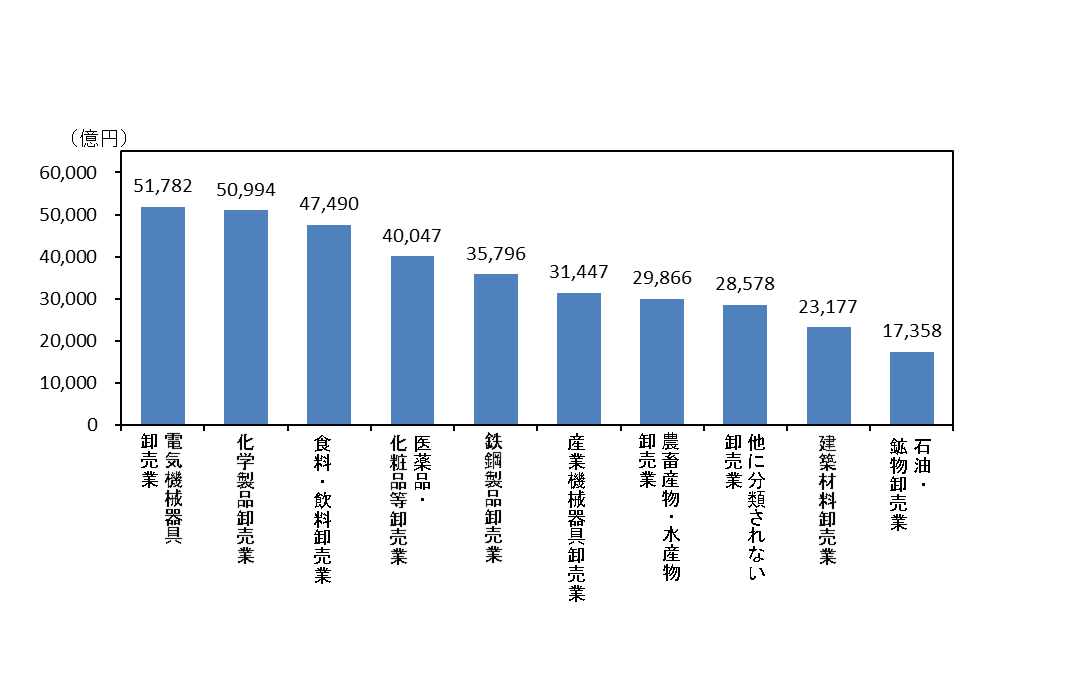 （億円）
60,000
50,000
40,000
30,000
20,000
10,000
0
51,782
50,994
47,490
40,047
35,796
31,447
29,866
28,578
23,177
17,358
電気機械器具
卸売業
化学製品卸売業
食料・飲料卸売業
医薬品・
化粧品等卸売業
鉄鋼製品卸売業
産業機械器具卸売業
農畜産物・水産物
卸売業
他に分類されない
卸売業
建築材料卸売業
石油・
鉱物卸売業